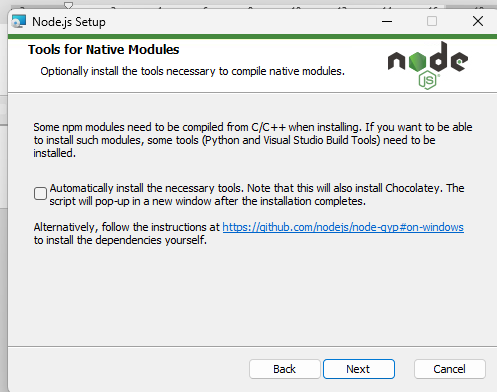 Node.js Setup
Tools for Native Modules
Optionally install the tools necessary to compile native modules.
node
JS
Some npm modules need to be compiled from C/C++ when installing. If you want to be able
to install such modules, some tools (Python and Visual Studio Build Tools) need to be
installed.
Automatically install the necessary tools. Note that this will also install Chocolatey. The
script will pop-up in a new window after the installation completes.
Alternatively, follow the instructions at https://github.com/nodejs/node-gyp#on-windows
to install the dependencies yourself.
Back Next Cancel